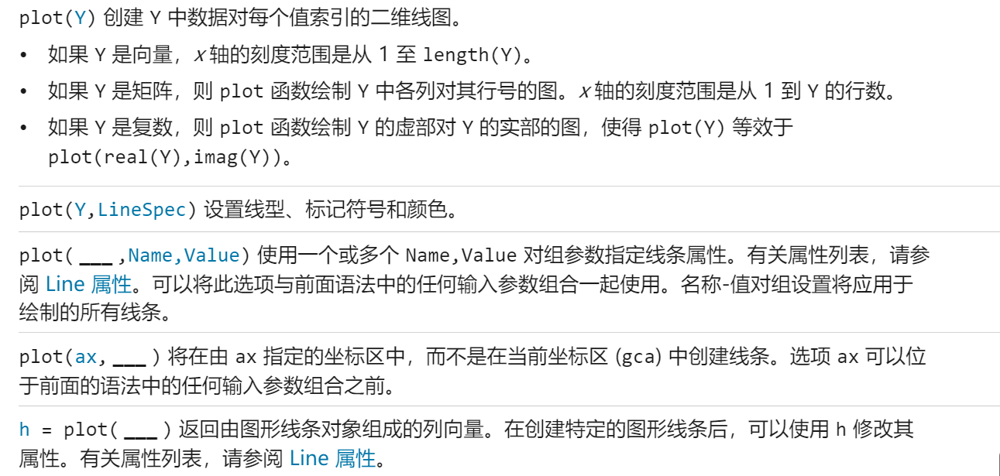 plot(Y) 创建 Y 中数据对每个值索引的二维线图。
• 如果 Y 是向量，x 轴的刻度范围是从 1 至 length(Y)。
• 如果 Y 是矩阵，则 plot 函数绘制 Y 中各列对其行号的图。x 轴的刻度范围是从 1 到 Y 的行数。
• 如果 Y 是复数，则 plot 函数绘制 Y 的虚部对 Y 的实部的图，使得 plot(Y) 等效于
plot(real(Y),imag(Y))。
plot(Y,LineSpec) 设置线型、标记符号和颜色。
plot( ___ ,Name,Value) 使用一个或多个 Name,Value 对组参数指定线条属性。有关属性列表，请参
阅 Line 属性。可以将此选项与前面语法中的任何输入参数组合一起使用。名称-值对组设置将应用于
绘制的所有线条。
plot(ax, ___ ) 将在由 ax 指定的坐标区中，而不是在当前坐标区 (gca) 中创建线条。选项 ax 可以位
于前面的语法中的任何输入参数组合之前。
h = plot( ___ ) 返回由图形线条对象组成的列向量。在创建特定的图形线条后，可以使用 h 修改其
属性。有关属性列表，请参阅 Line 属性。